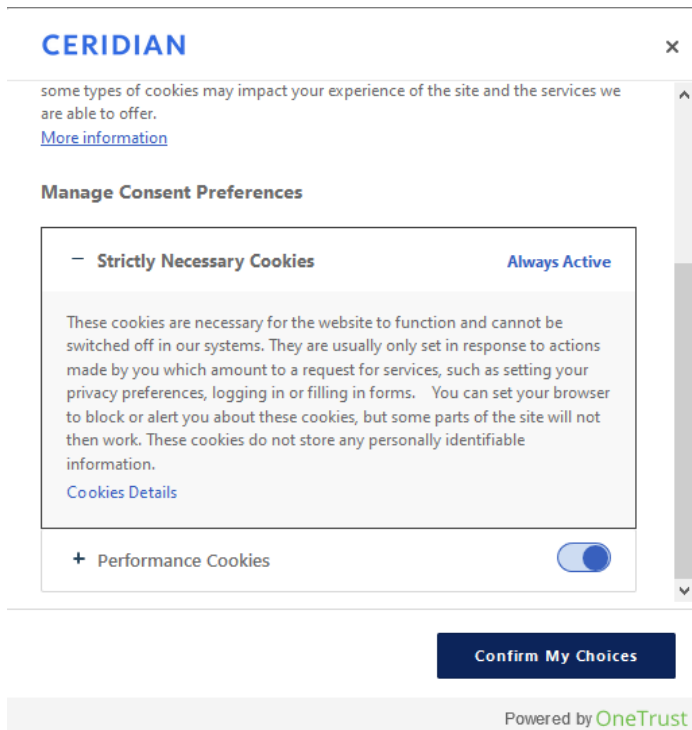 CERIDIAN
some types of cookies may impact your experience of the site and the services we
are able to offer.
More information
Manage Consent Preferences
Strictly Necessary Cookies
Always Active
These cookies are necessary for the website to function and cannot be
switched off in our systems. They are usually only set in response to actions
made by you which amount to a request for services, such as setting your
privacy preferences, logging in or filling in forms. You can set your browser
to block or alert you about these cookies, but some parts of the site will not
then work. These cookies do not store any personally identifiable
information.
Cookies Details
Performance Cookies
Confirm My Choices
Powered by OneTrust